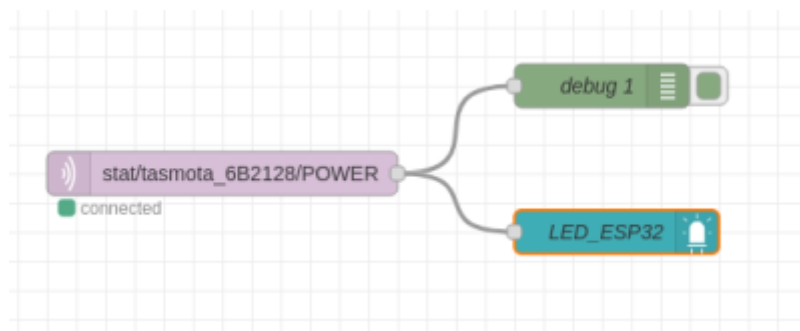 debug 1
stat/tasmota_6B2128/POWER
connected
LED_ESP32